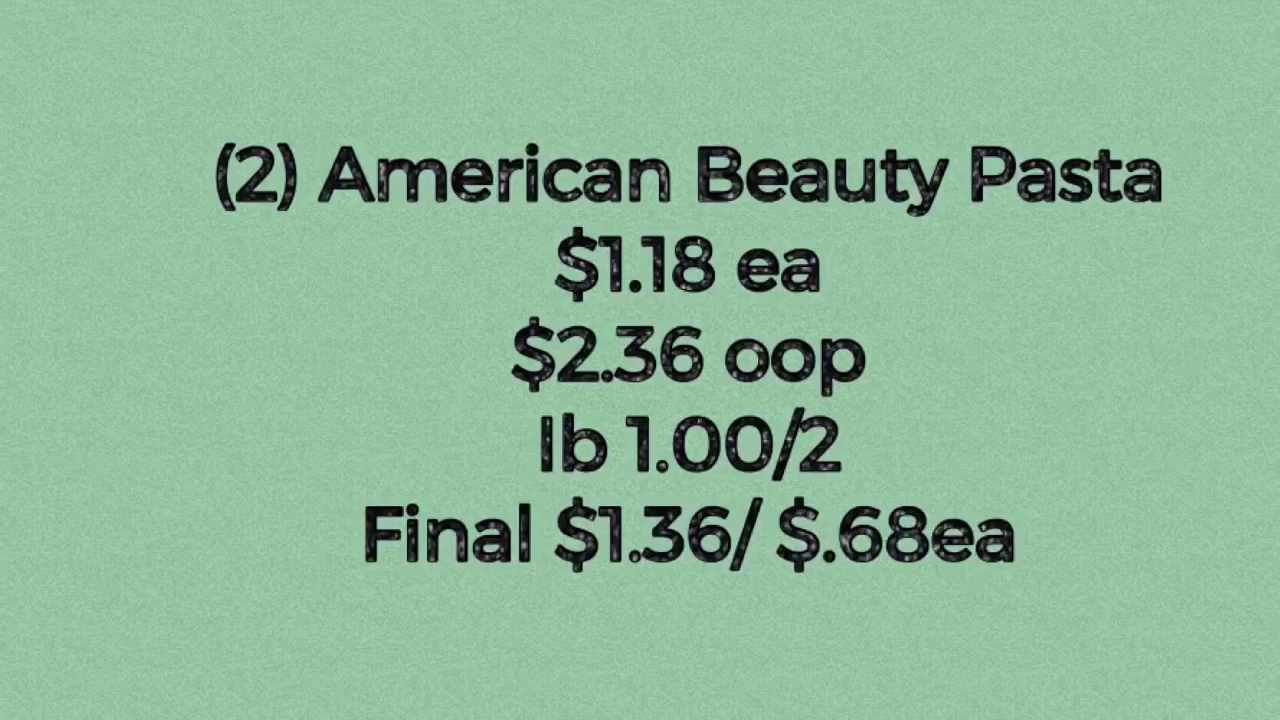 (2) American Beauty Pasta
$1.18 ea
$2.36 oop
Ib 1.00/2
Final $1.36/ $.68ea